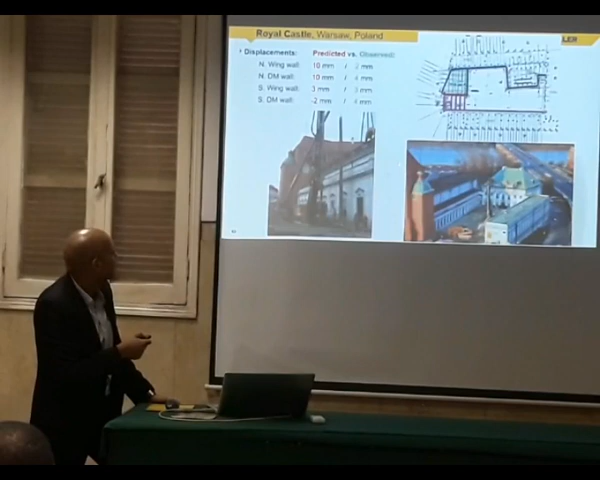 Royal Castle, Warsaw, Poland
LER
• Displacements: Predicted vs. Observed:
N. Wing wall: 10 mm / 2 mm
N. DM wall: 10 mm / 4 mm
S. Wing wall: 3 mm / mm
S. DM wall: -2 mm / 4 mm